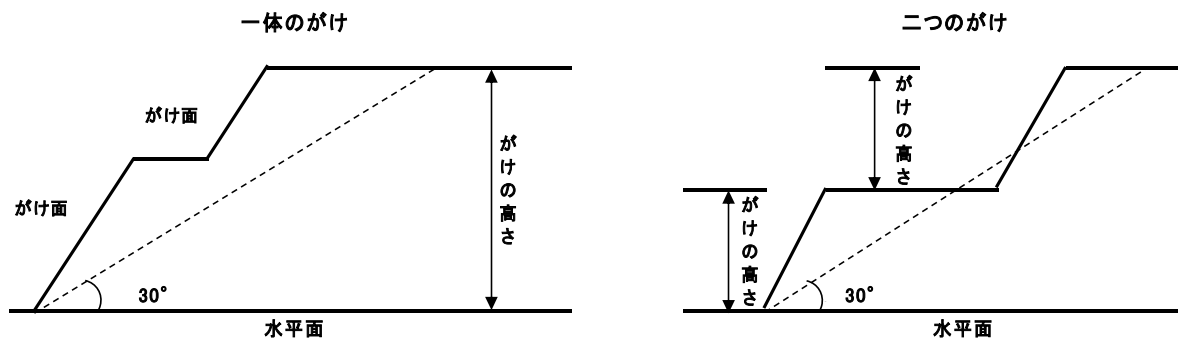 一体のがけ
がけ面
がけ面
がけの高さ
30°
水平面
二つのがけ
がけの高さ
がけの高さ
30°
水平面